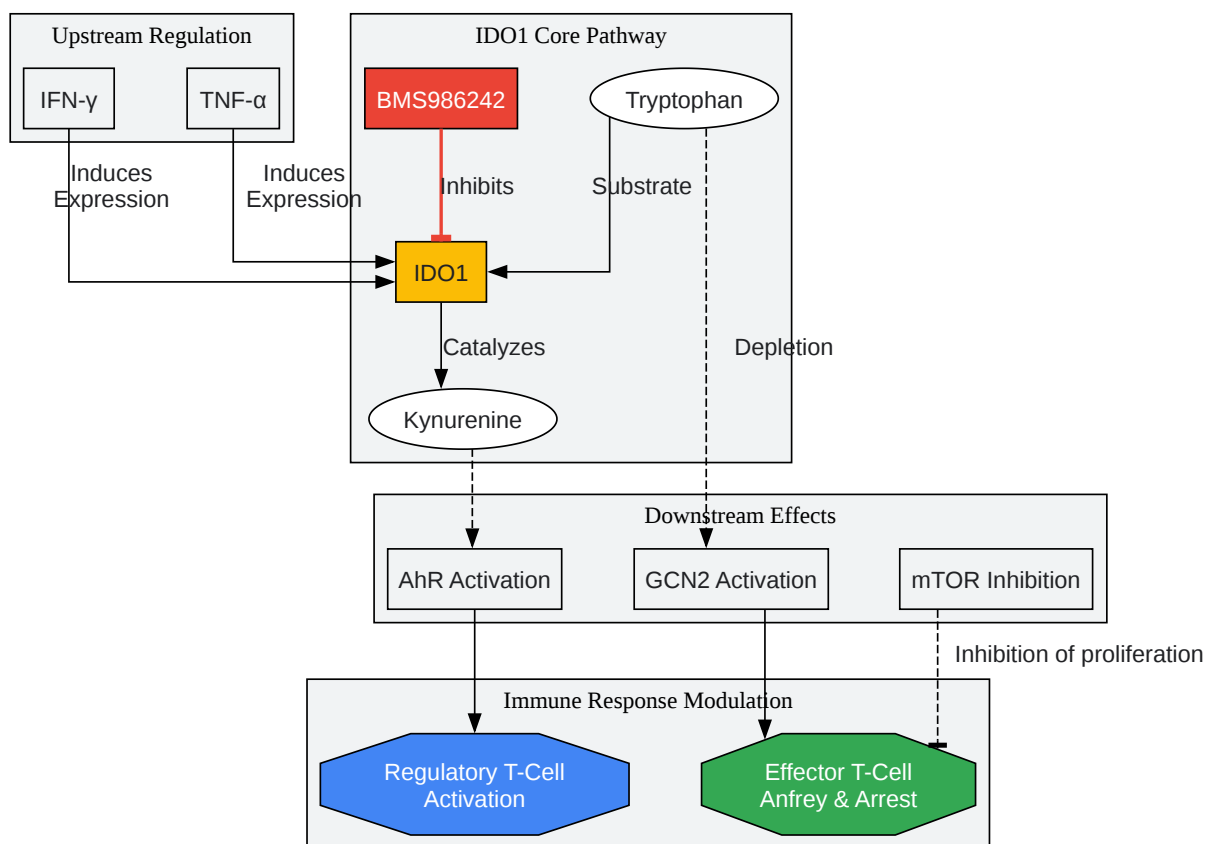 Upstream Regulation
IDO1 Core Pathway
IFN-γ
TNF-α
BMS986242
Tryptophan
Induces
Expression
Induces
Expression
Inhibits
Substrate
IDO1
Catalyzes
Depletion
Kynurenine
Downstream Effects
AhR Activation
GCN2 Activation
mTOR Inhibition
Inhibition of proliferation
Immune Response Modulation
Regulatory T-Cell
Activation
Effector T-Cell
Anfrey & Arrest